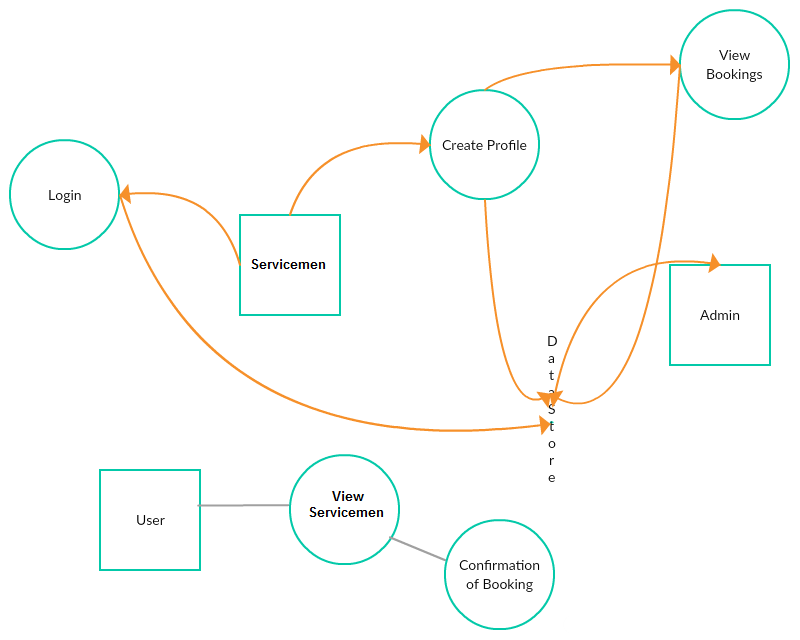 View
Bookings
Create Profile
Login
Servicemen
Admin
D
a
t
a
S
t
o
r
e
View
Servicemen
User
Confirmation
of Booking